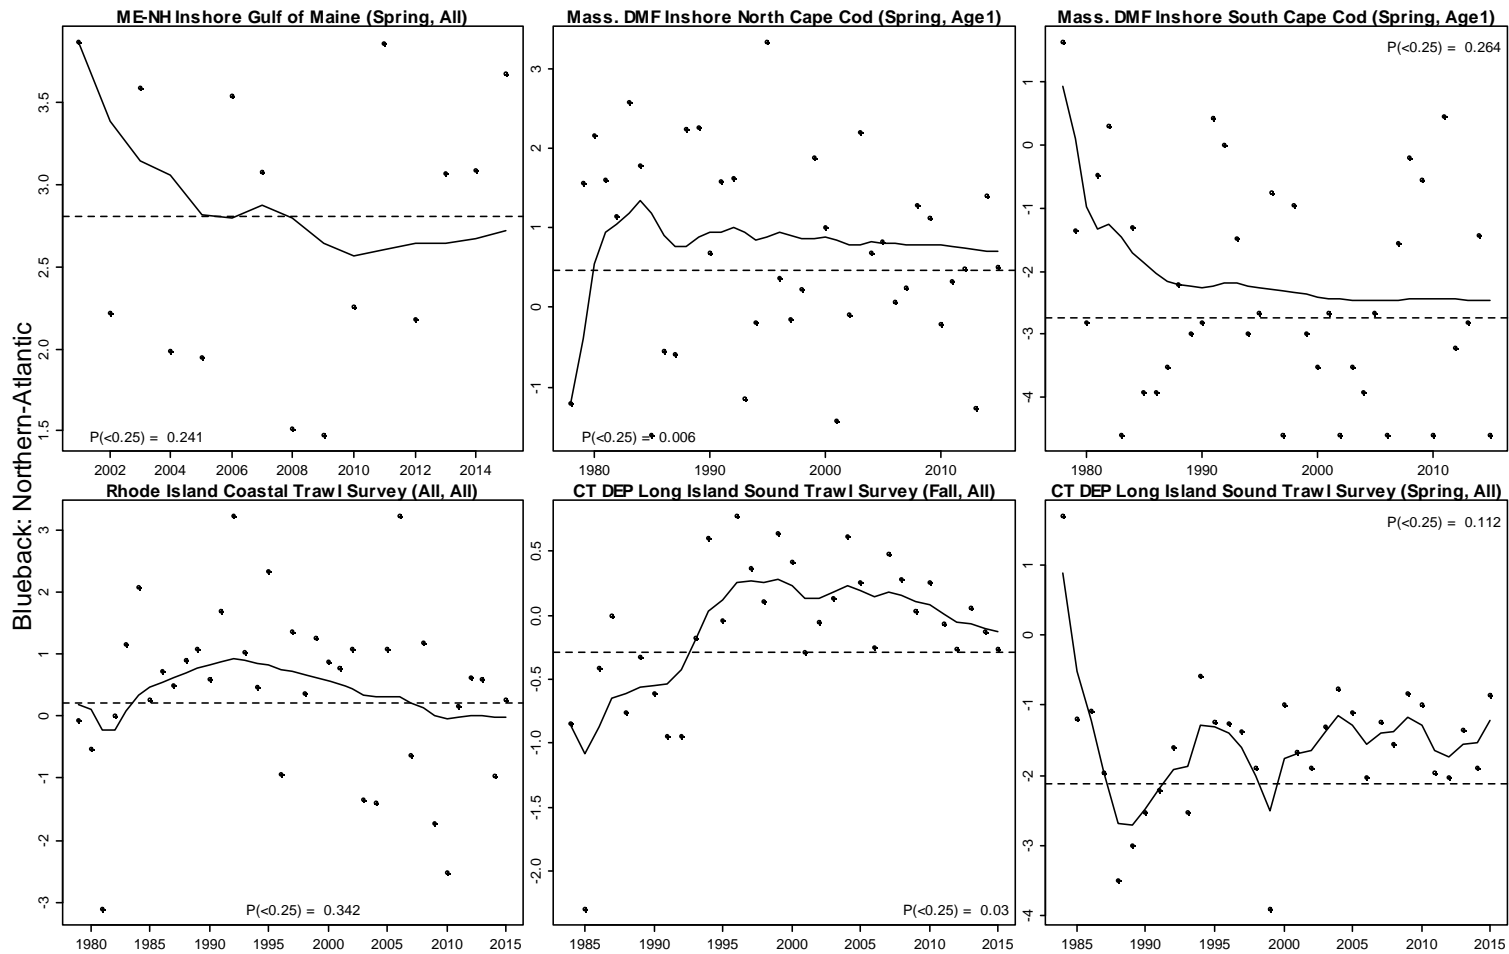 ME-NH Inshore Gulf of Maine (Spring, All)
3.5
3.0
2.5
2.0
1.5
P(<0.25) = 0.241
2002 2004 2006 2008 2010 2012 2014
Mass. DMF Inshore North Cape Cod (Spring, Age1)
3
2
1
0
-1
P(<0.25) = 0.006
1980 1990 2000 2010
Mass. DMF Inshore South Cape Cod (Spring, Age1)
P(<0.25) = 0.264
1
0
-1
-2
-3
-4
1980 1990 2000 2010
Blueback: Northern-Atlantic
Rhode Island Coastal Trawl Survey (All, All)
3
2
1
0
-1
-2
-3
P(<0.25) = 0.342
1980 1985 1990 1995 2000 2005 2010 2015
CT DEP Long Island Sound Trawl Survey (Fall, All)
0.5
0.0
-0.5
-1.0
-1.5
-2.0
P(<0.25) = 0.03
1985 1990 1995 2000 2005 2010 2015
CT DEP Long Island Sound Trawl Survey (Spring, All)
P(<0.25) = 0.112
1
0
-1
-2
-3
-4
1985 1990 1995 2000 2005 2010 2015